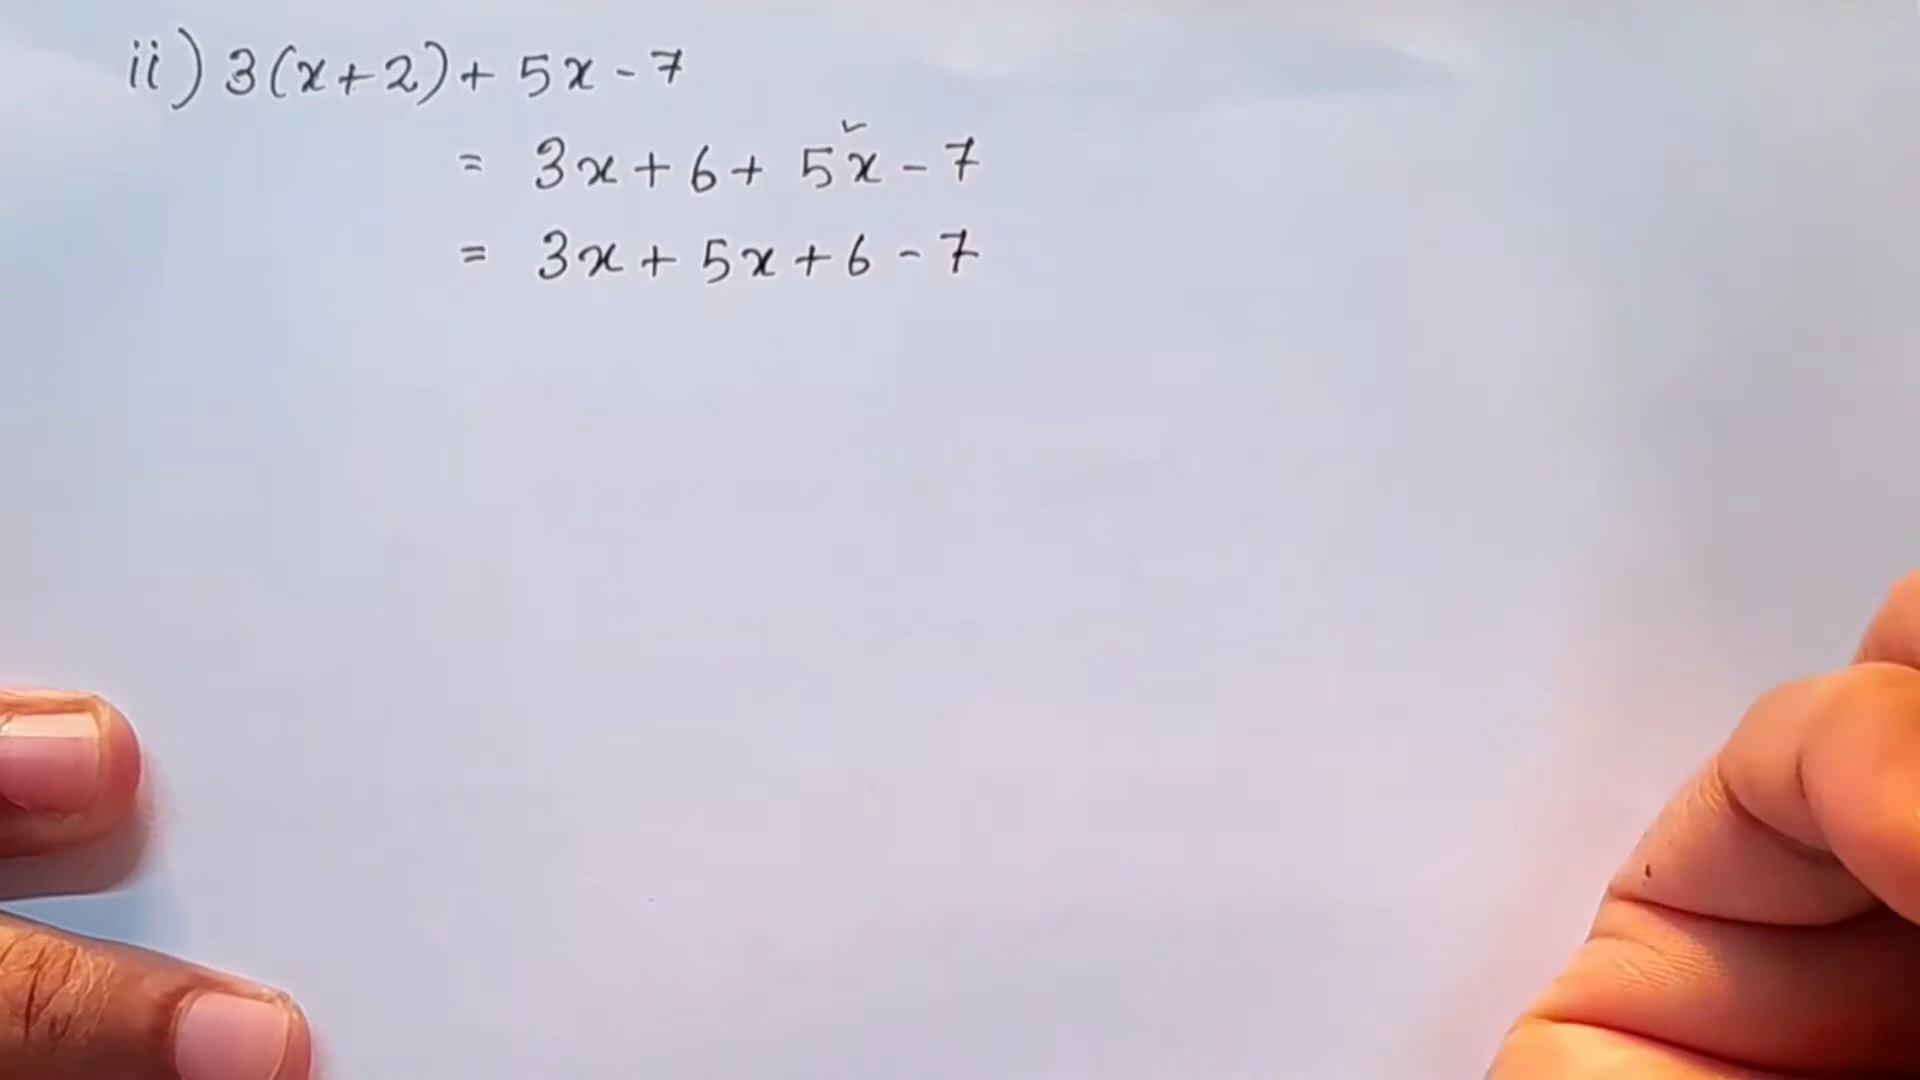 ii) 3(x+2)+ 5x - 7
= 3x + 6 + 5x - 7
= 3x + 5x + 6 - 7